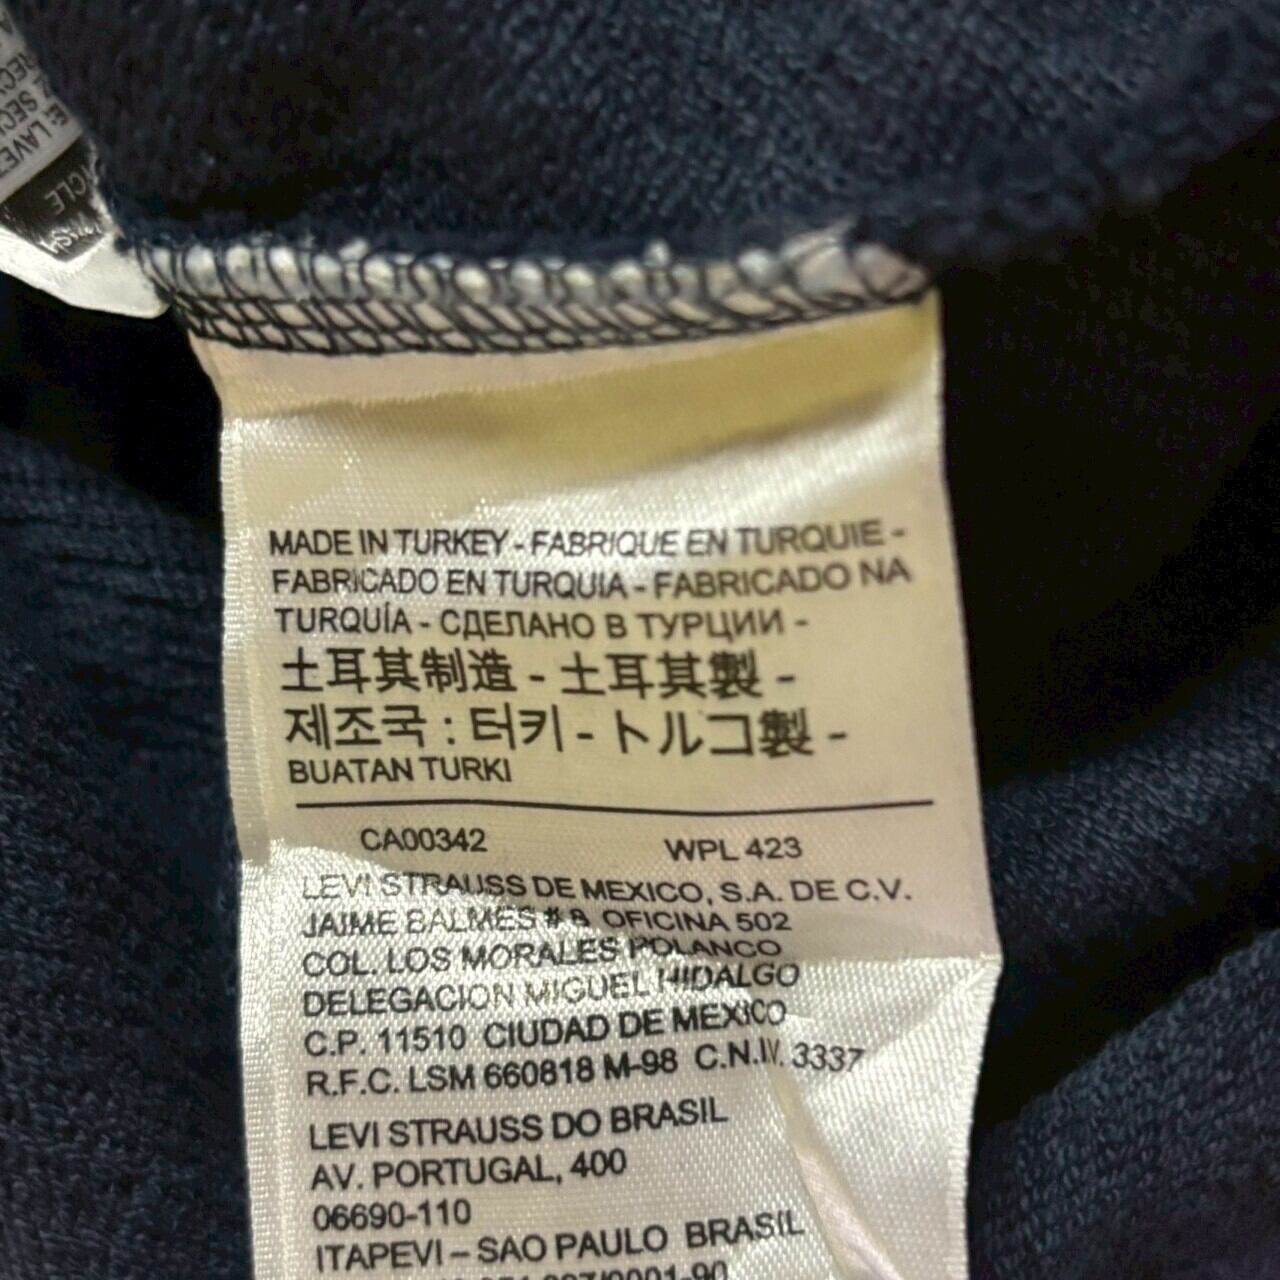 MADE IN TURKEY - FABRIQUE EN TURQUIE -
FABRICADO EN TURQUIA - FABRICADO NA
TURQUÍA - СДЕЛАНО В ТУРЦИИ -
土耳其制造 - 土耳其製 -
제조국 : 터키 - トルコ製 -
BUATAN TURKI
CA00342 WPL 423
LEVI STRAUSS DE MEXICO, S.A. DE C.V.
JAIME BALMES # 8, OFICINA 502
COL. LOS MORALES POLANCO
DELEGACION MIGUEL HIDALGO
C.P. 11510 CIUDAD DE MEXICO
R.F.C. LSM 660818 M-98 C.N.IV. 3337
LEVI STRAUSS DO BRASIL
AV. PORTUGAL, 400
06690-110
ITAPEVI – SAO PAULO BRASIL